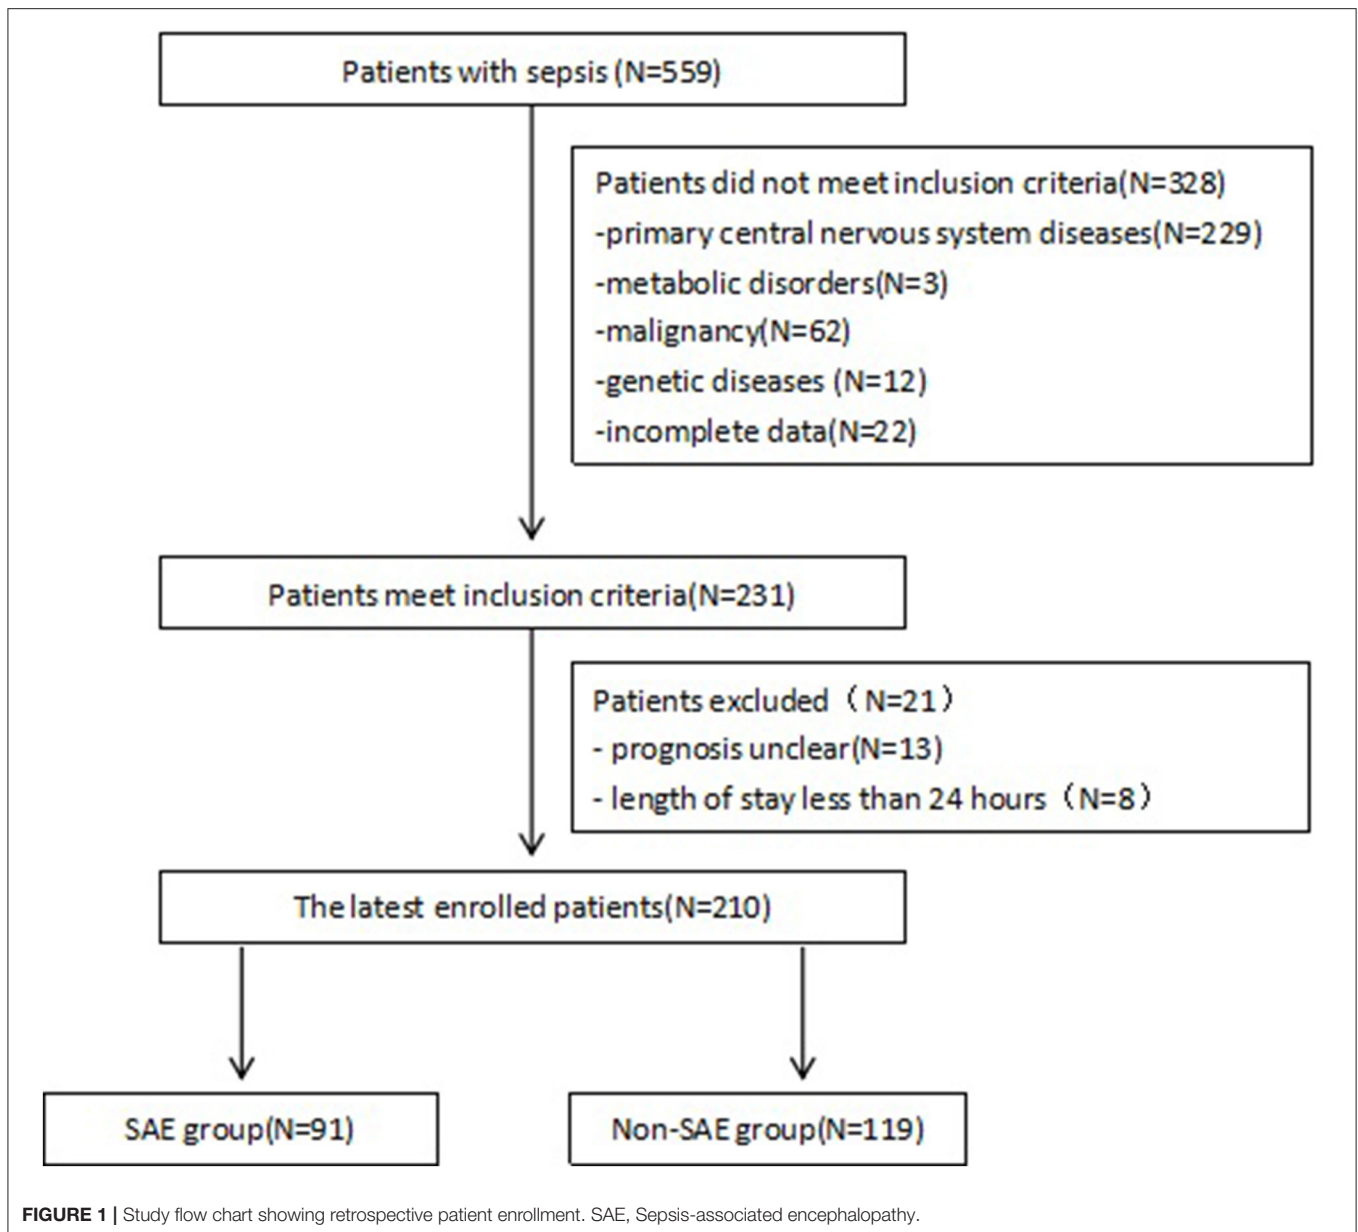 Patients with sepsis (N=559)
Patients did not meet inclusion criteria(N=328)
-primary central nervous system diseases(N=229)
-metabolic disorders(N=3)
-malignancy(N=62)
-genetic diseases (N=12)
-incomplete data(N=22)
Patients meet inclusion criteria(N=231)
Patients excluded（N=21）
- prognosis unclear(N=13)
- length of stay less than 24 hours（N=8）
The latest enrolled patients(N=210)
SAE group(N=91)
Non-SAE group(N=119)
FIGURE 1 | Study flow chart showing retrospective patient enrollment. SAE, Sepsis-associated encephalopathy.